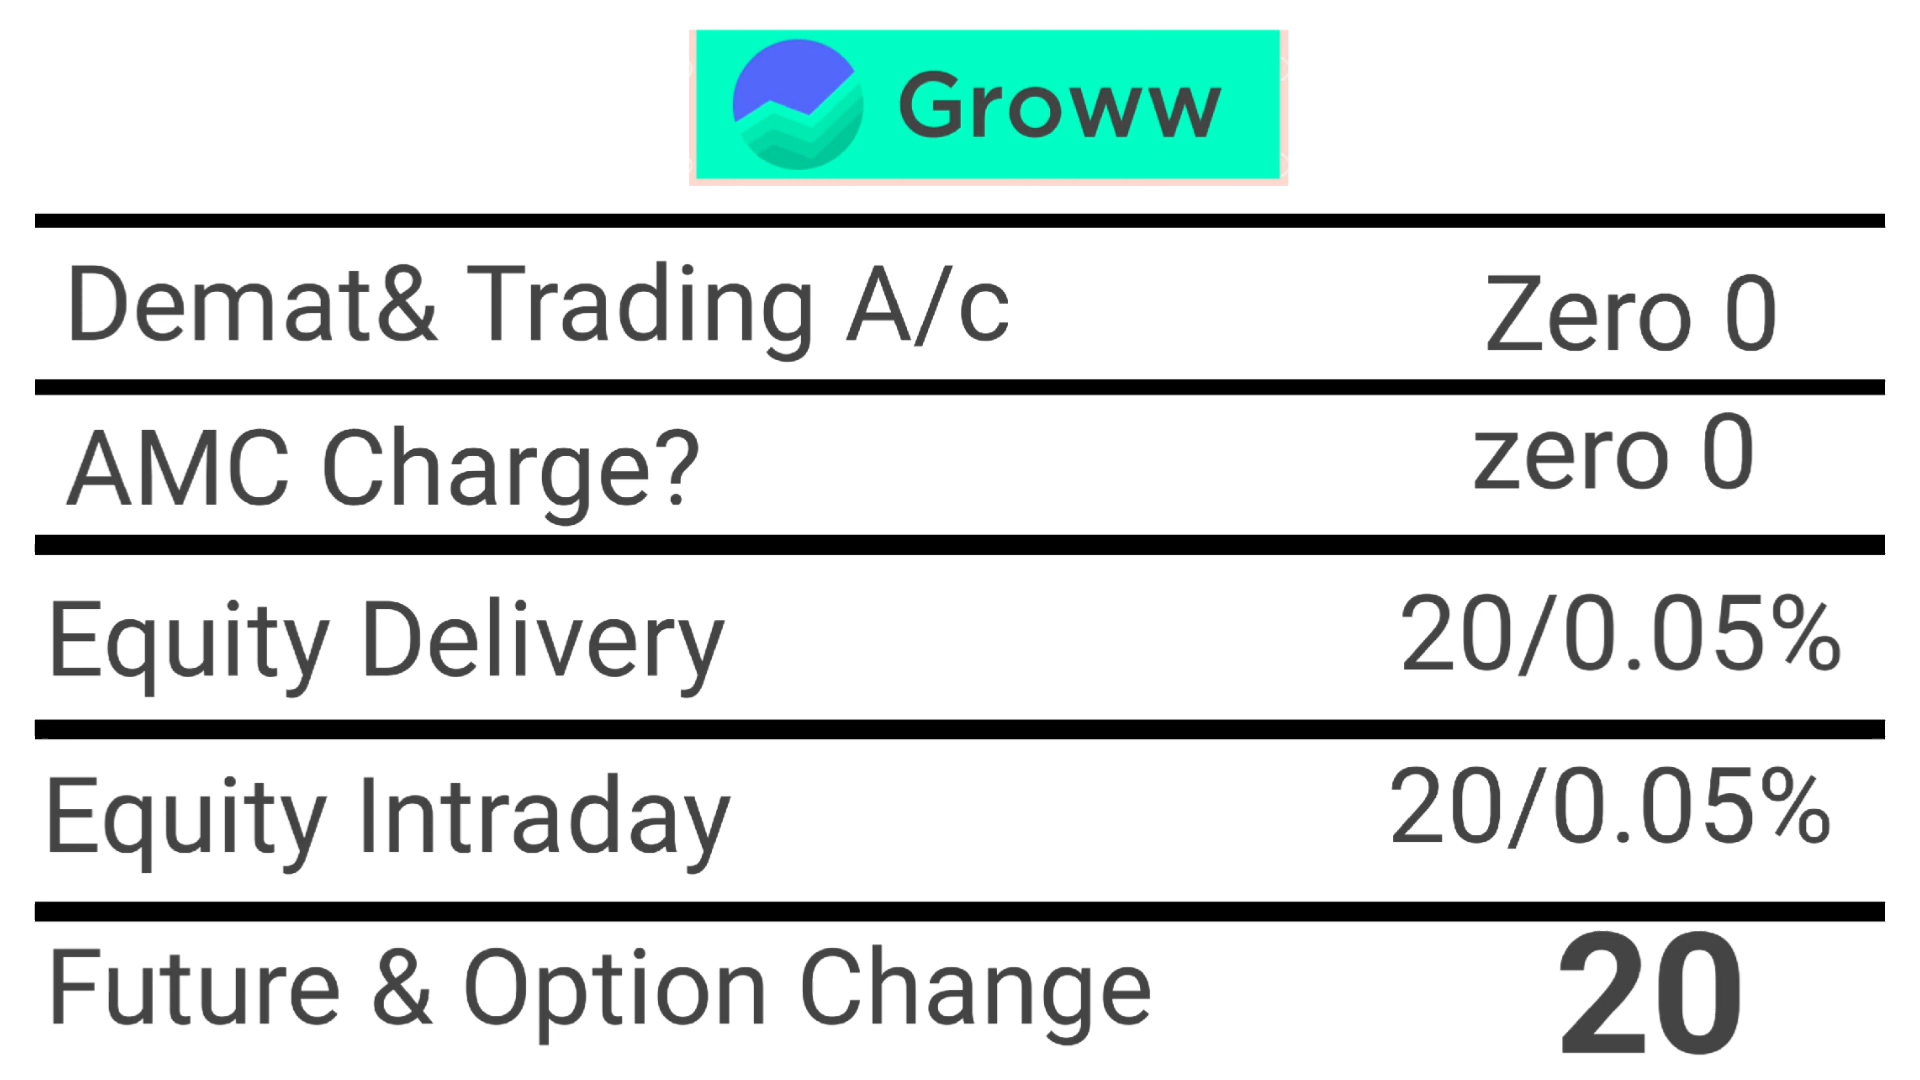 Groww
Demat& Trading A/c Zero 0
AMC Charge? zero 0
Equity Delivery 20/0.05%
Equity Intraday 20/0.05%
Future & Option Change 20